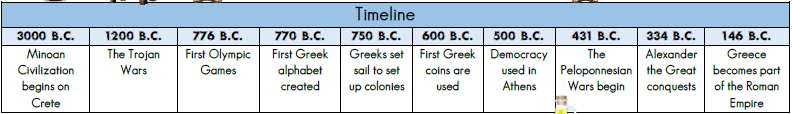 Timeline
3000 B.C. 1200 B.C. 776 B.C. 770 B.C. 750 B.C. 600 B.C. 500 B.C. 431 B.C. 334 B.C. 146 B.C.
Minoan Civilization begins on Crete
The Trojan Wars
First Olympic Games
First Greek alphabet created
Greeks set sail to set up colonies
First Greek coins are used
Democracy used in Athens
The Peloponnesian Wars begin
Alexander the Great conquests
Greece becomes part of the Roman Empire